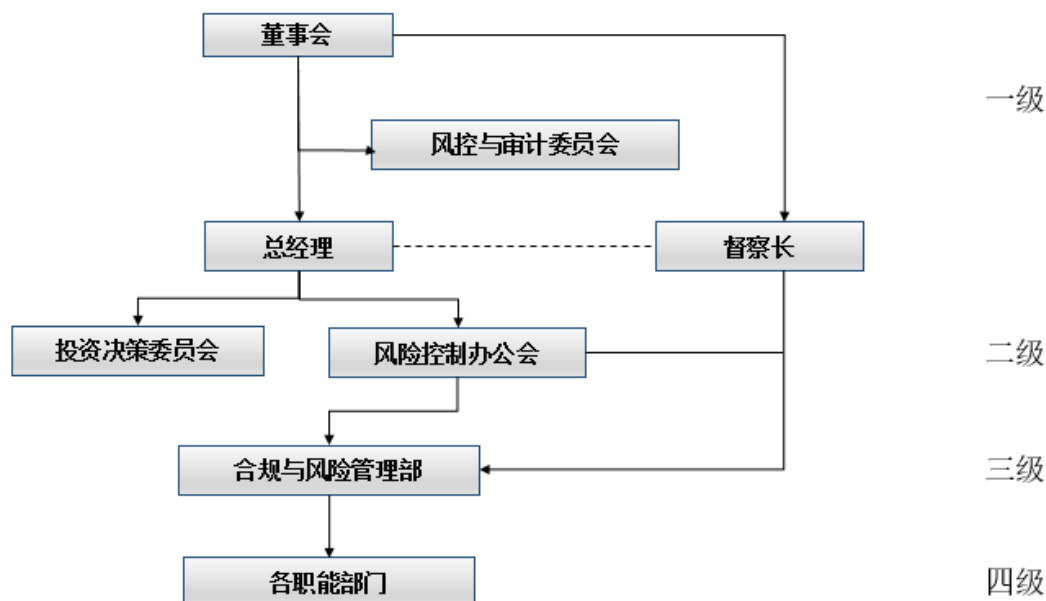 董事会
一级
风控与审计委员会
总经理
督察长
投资决策委员会
风险控制办公会
二级
合规与风险管理部
三级
各职能部门
四级